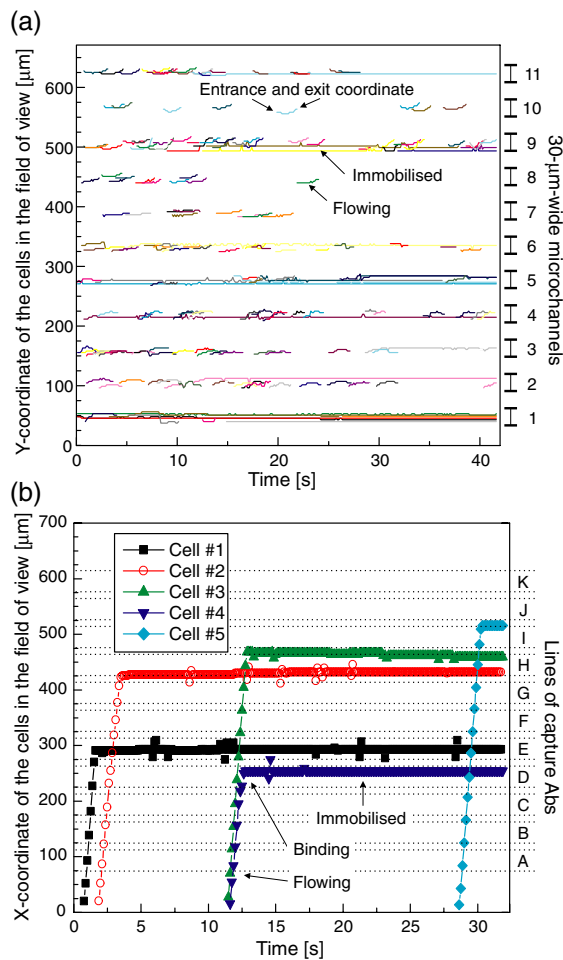 (a)
Y-coordinate of the cells in the field of view [µm]
600
500
400
300
200
100
0
Entrance and exit coordinate
Immobilised
Flowing
11
10
9
8
7
6
5
4
3
2
1
30-µm-wide microchannels
0 10 20 30 40
Time [s]
(b)
X-coordinate of the cells in the field of view [µm]
700
600
500
400
300
200
100
0
Cell #1
Cell #2
Cell #3
Cell #4
Cell #5
Immobilised
Binding
Flowing
K
J
I
H
G
F
E
D
C
B
A
Lines of capture Abs
0 5 10 15 20 25 30
Time [s]